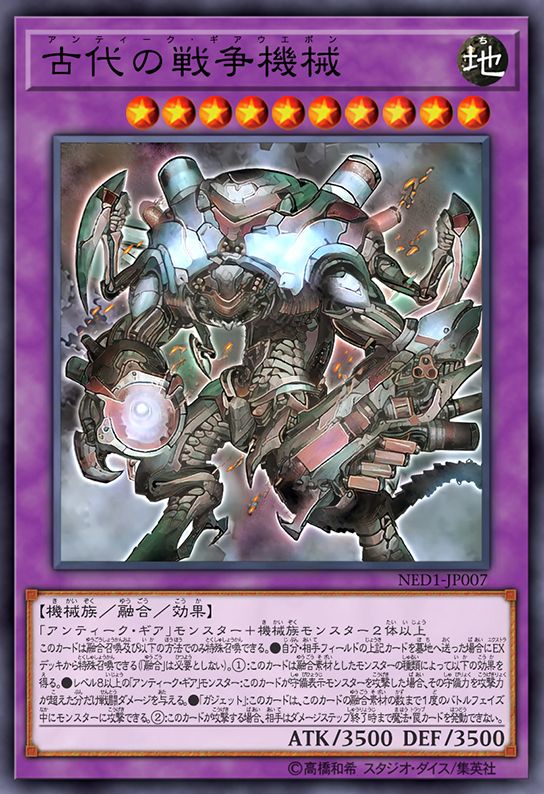 アンティーク・ギアウエポン
古代の戦争機械
ち
地
NED1-JP007
【機械族／融合／効果】
「アンティーク・ギア」モンスター＋機械族モンスター２体以上
このカードは融合召喚及び以下の方法でのみ特殊召喚できる。●自分・相手フィールドの上記カードを墓地へ送った場合にEX
デッキから特殊召喚できる(「融合」は必要としない)。①:このカードは融合素材としたモンスターの種類によって以下の効果を
得る。●レベル8以上の「アンティーク・ギア」モンスター:このカードが守備表示モンスターを攻撃した場合、その守備力を攻撃力
が超えた分だけ戦闘ダメージを与える。●「ガジェット」:このカードは、このカードの融合素材の数まで1度のバトルフェイズ
中にモンスターに攻撃できる。②:このカードが攻撃する場合、相手はダメージステップ終了時まで魔法・罠カードを発動できない。
ATK/3500 DEF/3500
©高橋和希 スタジオ・ダイス/集英社